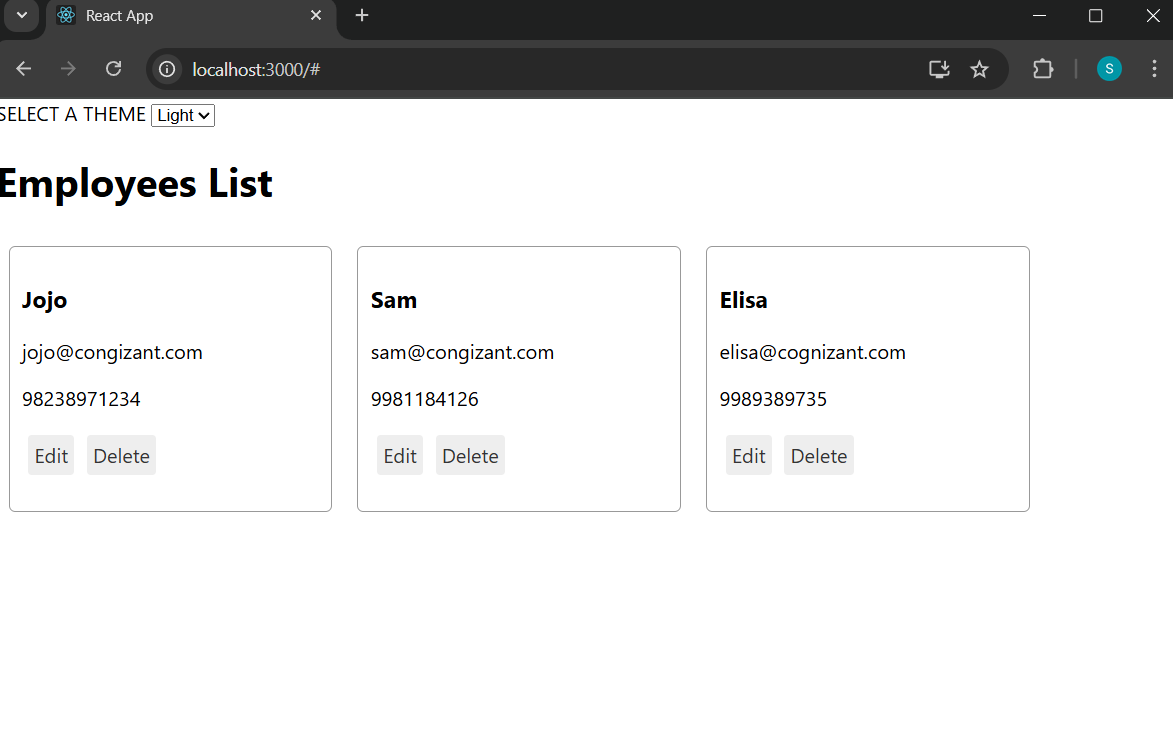 React App
localhost:3000/#
S
SELECT A THEME Light
Employees List
Jojo
jojo@congizant.com
98238971234
Edit Delete
Sam
sam@congizant.com
9981184126
Edit Delete
Elisa
elisa@cognizant.com
9989389735
Edit Delete